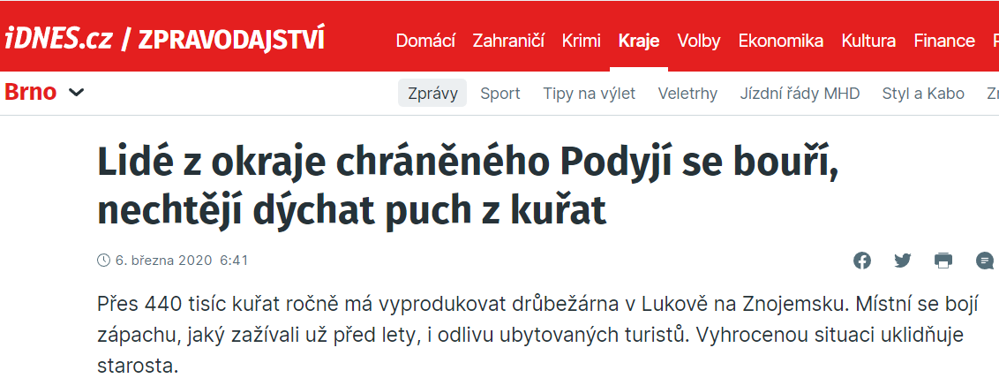 iDNES.cz / ZPRAVODAJSTVÍ
Domácí Zahraničí Krimi Kraje Volby Ekonomika Kultura Finance
Brno
Zprávy Sport Tipy na výlet Veletrhy Jízdní řády MHD Styl a Kabo
Lidé z okraje chráněného Podyjí se bouří,
nechtějí dýchat puch z kuřat
6. března 2020 6:41
Přes 440 tisíc kuřat ročně má vyprodukovat drůbežárna v Lukově na Znojemsku. Místní se bojí
zápachu, jaký zažívali už před lety, i odlivu ubytovaných turistů. Vyhrocenou situaci uklidňuje
starosta.